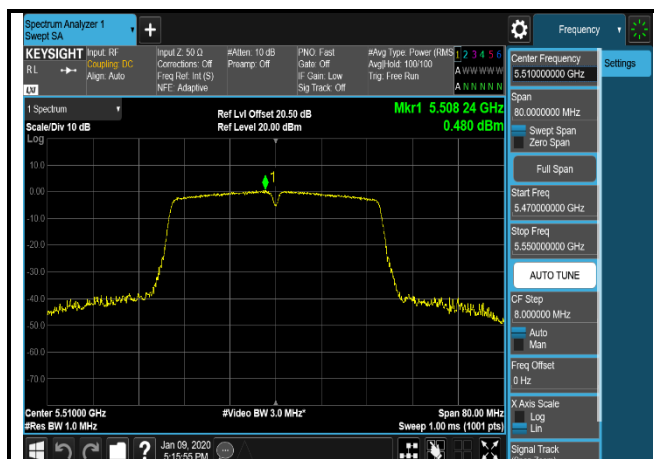 Spectrum Analyzer 1
Swept SA
+
Frequency
KEYSIGHT Input: RF Input Z: 50 Ω #Atten: 10 dB PNO: Fast #Avg Type: Power (RMS 1 2 3 4 5 6
R L Coupling: DC Corrections: Off Preamp: Off Gate: Off Avg|Hold: 100/100 A W W W W W
Align: Auto Freq Ref: Int (S) IF Gain: Low Trig: Free Run
NFE: Adaptive Sig Track: Off A N N N N N
LXI
1 Spectrum
Scale/Div 10 dB
Ref Lvl Offset 20.50 dB
Ref Level 20.00 dBm
Mkr1 5.508 24 GHz
0.480 dBm
Log
1
10.0
0.00
-10.0
-20.0
-30.0
-40.0
-50.0
-60.0
-70.0
Center 5.51000 GHz #Video BW 3.0 MHz* Span 80.00 MHz
#Res BW 1.0 MHz Sweep 1.00 ms (1001 pts)
?
Jan 09, 2020
5:15:55 PM
Center Frequency
5.510000000 GHz
Settings
Span
80.0000000 MHz
Swept Span
Zero Span
Full Span
Start Freq
5.470000000 GHz
Stop Freq
5.550000000 GHz
AUTO TUNE
CF Step
8.000000 MHz
Auto
Man
Freq Offset
0 Hz
X Axis Scale
Log
Lin
Signal Track